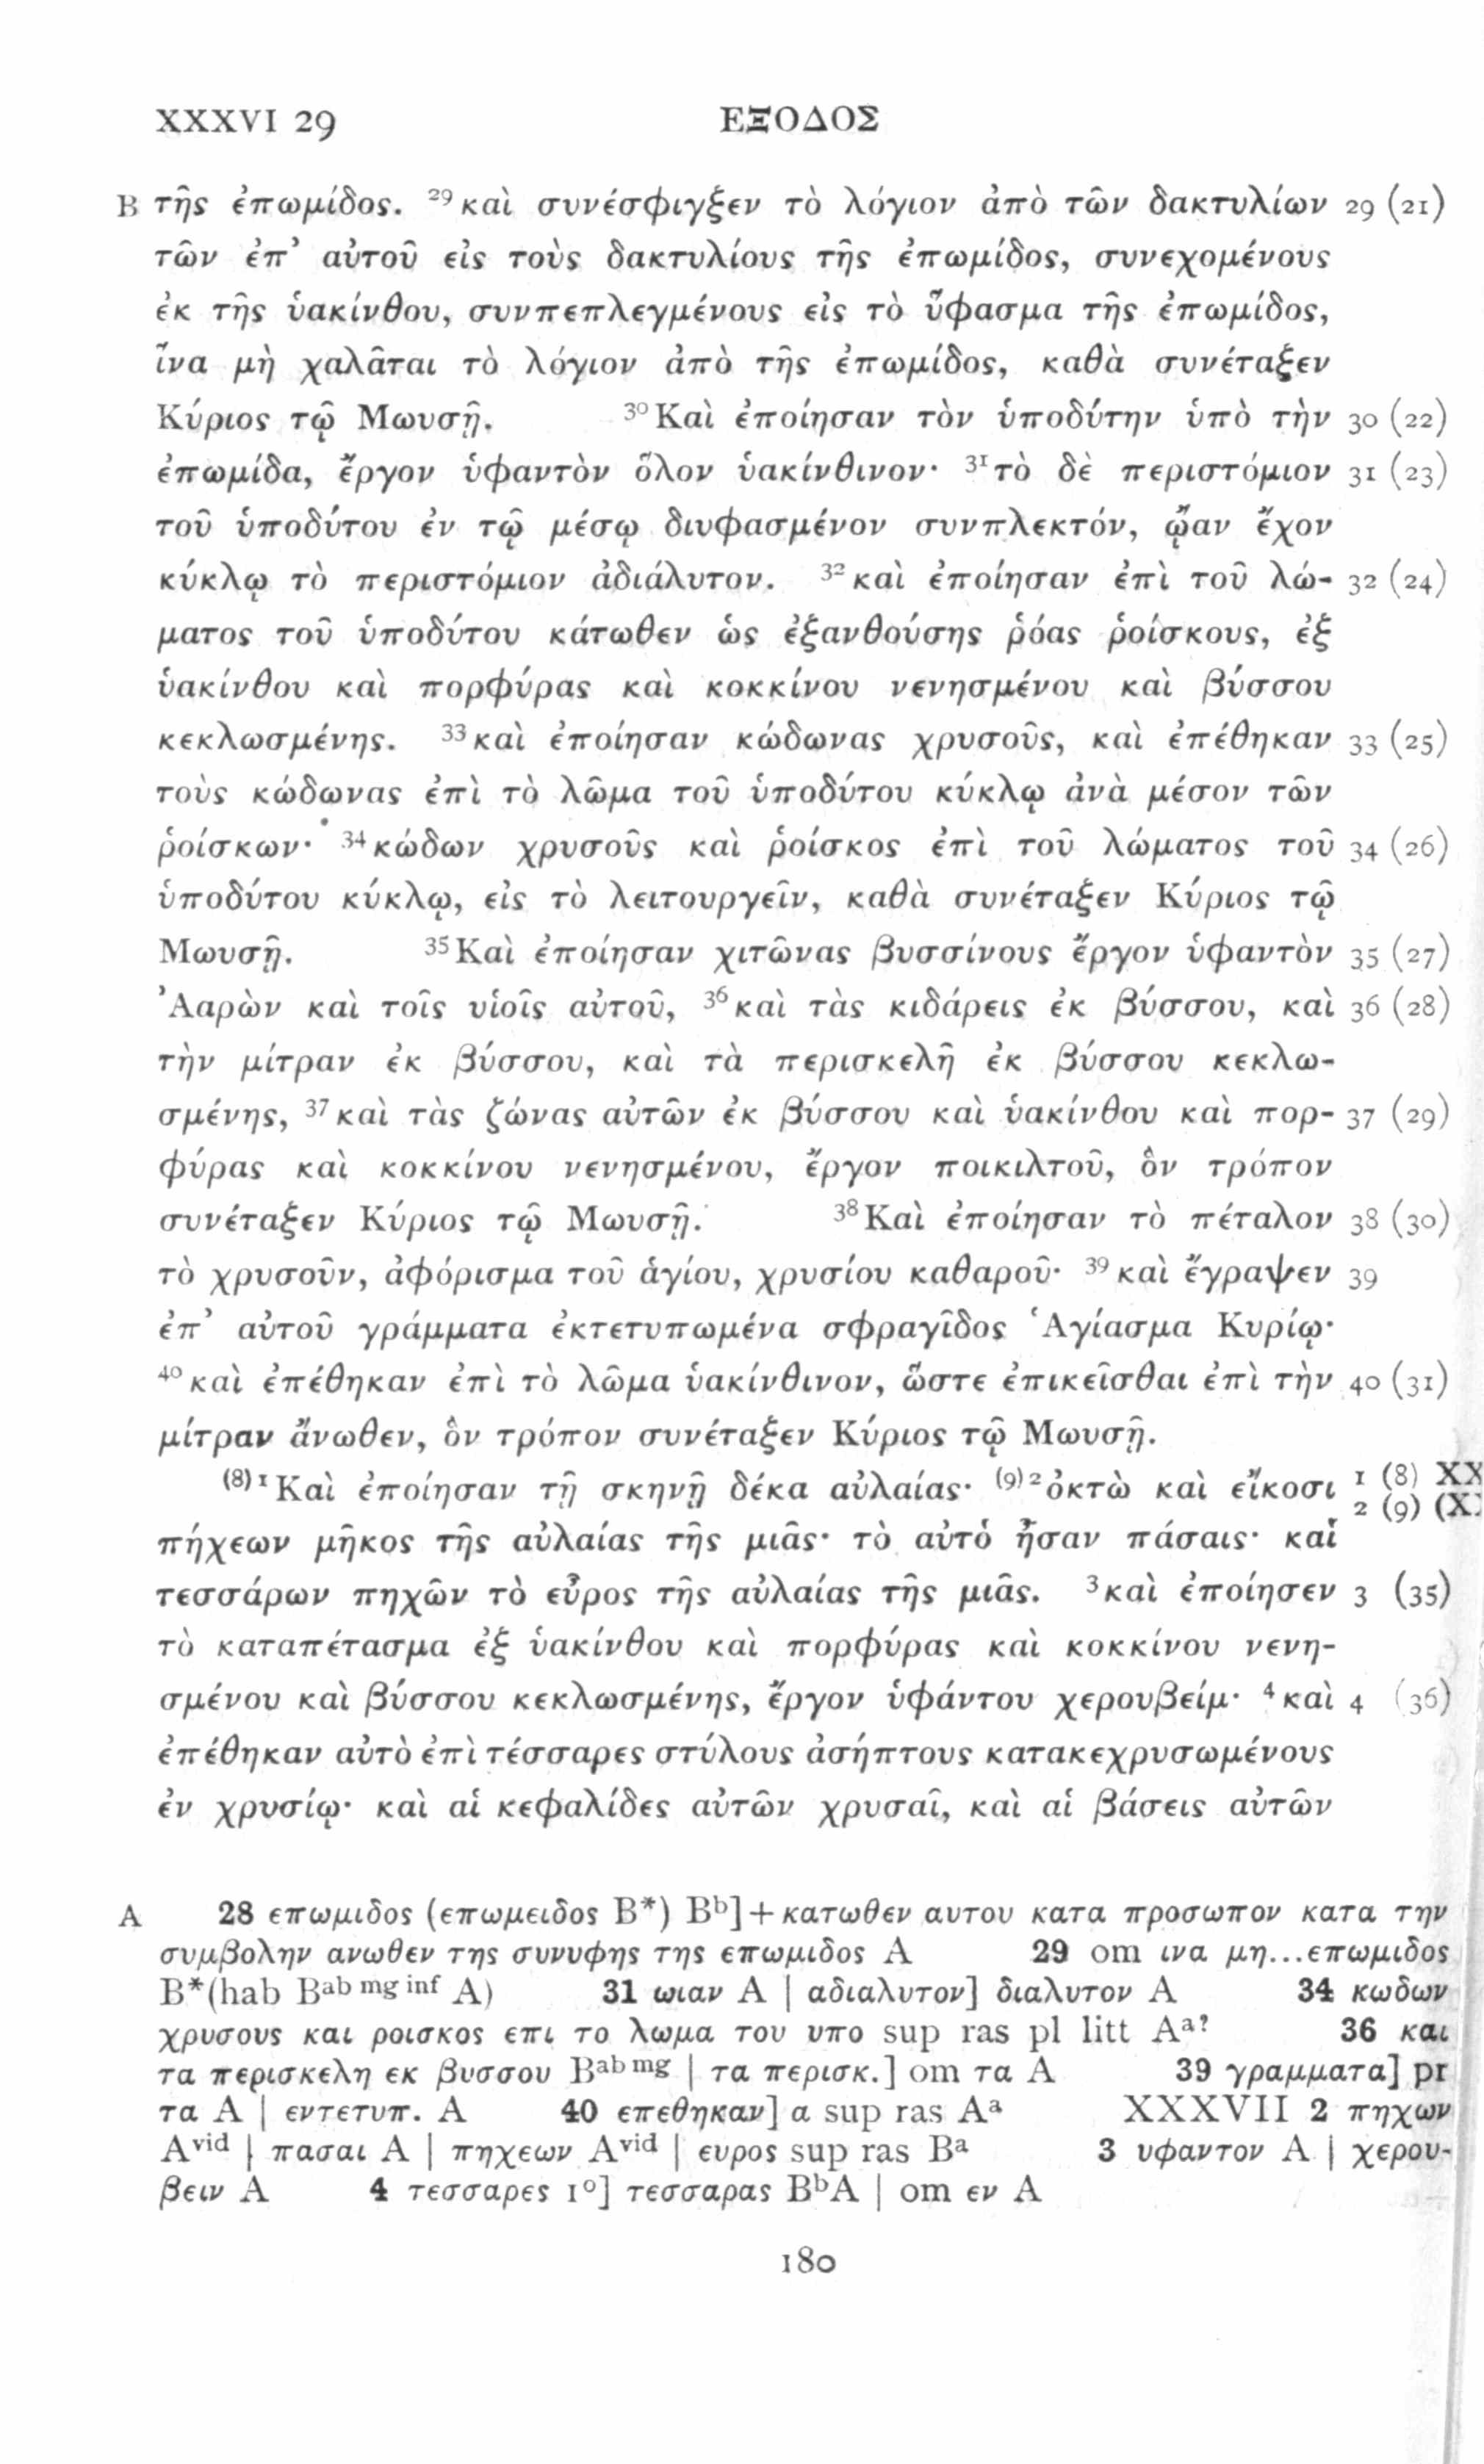 XXXVI 29 ΕΞΟΔΟΣ
B τῆς ἐπωμίδος. ²⁹καὶ συνέσφιγξεν τὸ λόγιον ἀπὸ τῶν δακτυλίων 29 (21)
τῶν ἐπ᾽ αὐτοῦ εἰς τοὺς δακτυλίους τῆς ἐπωμίδος, συνεχομένους
ἐκ τῆς ὑακίνθου, συνπεπλεγμένους εἰς τὸ ὕφασμα τῆς ἐπωμίδος,
ἵνα μὴ χαλᾶται τὸ λόγιον ἀπὸ τῆς ἐπωμίδος, καθὰ συνέταξεν
Κύριος τῷ Μωυσῇ. ³⁰Καὶ ἐποίησαν τὸν ὑποδύτην ὑπὸ τὴν 30 (22)
ἐπωμίδα, ἔργον ὑφαντὸν ὅλον ὑακίνθινον· ³¹τὸ δὲ περιστόμιον 31 (23)
τοῦ ὑποδύτου ἐν τῷ μέσῳ διυφασμένον συνπλεκτόν, ᾤαν ἔχον
κύκλῳ τὸ περιστόμιον ἀδιάλυτον. ³²καὶ ἐποίησαν ἐπὶ τοῦ λώ- 32 (24)
ματος τοῦ ὑποδύτου κάτωθεν ὡς ἐξανθούσης ῥόας ῥοίσκους, ἐξ
ὑακίνθου καὶ πορφύρας καὶ κοκκίνου νενησμένου καὶ βύσσου
κεκλωσμένης. ³³καὶ ἐποίησαν κώδωνας χρυσοῦς, καὶ ἐπέθηκαν 33 (25)
τοὺς κώδωνας ἐπὶ τὸ λῶμα τοῦ ὑποδύτου κύκλῳ ἀνὰ μέσον τῶν
ῥοίσκων· ³⁴κώδων χρυσοῦς καὶ ῥοίσκος ἐπὶ τοῦ λώματος τοῦ 34 (26)
ὑποδύτου κύκλῳ, εἰς τὸ λειτουργεῖν, καθὰ συνέταξεν Κύριος τῷ
Μωυσῇ. ³⁵Καὶ ἐποίησαν χιτῶνας βυσσίνους ἔργον ὑφαντὸν 35 (27)
Ἀαρὼν καὶ τοῖς υἱοῖς αὐτοῦ, ³⁶καὶ τὰς κιδάρεις ἐκ βύσσου, καὶ 36 (28)
τὴν μίτραν ἐκ βύσσου, καὶ τὰ περισκελῆ ἐκ βύσσου κεκλω-
σμένης, ³⁷καὶ τὰς ζώνας αὐτῶν ἐκ βύσσου καὶ ὑακίνθου καὶ πορ- 37 (29)
φύρας καὶ κοκκίνου νενησμένου, ἔργον ποικιλτοῦ, ὃν τρόπον
συνέταξεν Κύριος τῷ Μωυσῇ. ³⁸Καὶ ἐποίησαν τὸ πέταλον 38 (30)
τὸ χρυσοῦν, ἀφόρισμα τοῦ ἁγίου, χρυσίου καθαροῦ· ³⁹καὶ ἔγραψεν 39
ἐπ᾽ αὐτοῦ γράμματα ἐκτετυπωμένα σφραγῖδος Ἁγίασμα Κυρίῳ·
⁴⁰καὶ ἐπέθηκαν ἐπὶ τὸ λῶμα ὑακίνθινον, ὥστε ἐπικεῖσθαι ἐπὶ τὴν 40 (31)
μίτραν ἄνωθεν, ὃν τρόπον συνέταξεν Κύριος τῷ Μωυσῇ.
⁽⁸⁾ ¹Καὶ ἐποίησαν τῇ σκηνῇ δέκα αὐλαίας· ⁽⁹⁾ ²ὀκτὼ καὶ εἴκοσι 1 (8)
2 (9)
πήχεων μῆκος τῆς αὐλαίας τῆς μιᾶς· τὸ αὐτὸ ἦσαν πάσαις· καὶ
τεσσάρων πηχῶν τὸ εὖρος τῆς αὐλαίας τῆς μιᾶς. ³καὶ ἐποίησεν 3 (35)
τὸ καταπέτασμα ἐξ ὑακίνθου καὶ πορφύρας καὶ κοκκίνου νενη-
σμένου καὶ βύσσου κεκλωσμένης, ἔργον ὑφάντου χερουβείμ· ⁴καὶ 4 (36)
ἐπέθηκαν αὐτὸ ἐπὶ τέσσαρες στύλους ἀσήπτους κατακεχρυσωμένους
ἐν χρυσίῳ· καὶ αἱ κεφαλίδες αὐτῶν χρυσαῖ, καὶ αἱ βάσεις αὐτῶν
A 28 επωμιδος (επωμειδος B*) Bᵇ]+κατωθεν αυτου κατα προσωπον κατα την
συμβολην ανωθεν της συνυφης της επωμιδος A 29 om ινα μη...επωμιδος
B*(hab Bᵃᵇ ᵐᵍ ⁱⁿᶠ A) 31 ωιαν A | αδιαλυτον] διαλυτον A 34 κωδων
χρυσους και ροισκος επι το λωμα του υπο sup ras pl litt Aᵃ? 36 και
τα περισκελη εκ βυσσου Bᵃᵇ ᵐᵍ | τα περισκ.] om τα A 39 γραμματα] pr
τα A | εντετυπ. A 40 επεθηκαν] α sup ras Aᵃ XXXVII 2 πηχων
Aᵛⁱᵈ | πασαι A | πηχεων Aᵛⁱᵈ | ευρος sup ras Bᵃ 3 υφαντον A | χερου-
βειν A 4 τεσσαρες 1°] τεσσαρας BᵇA | om εν A
180